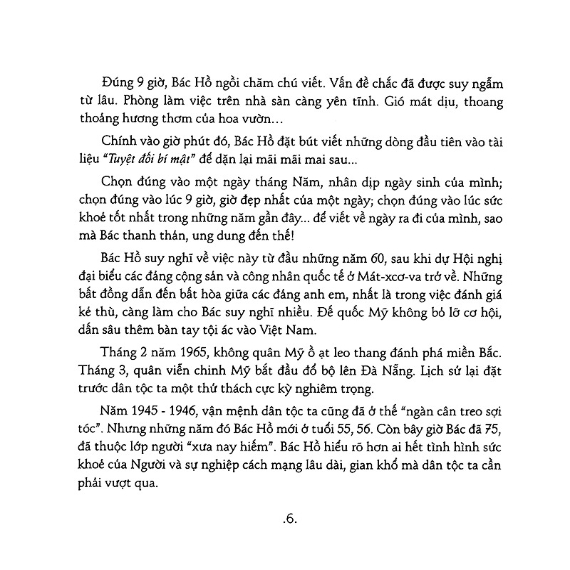 Đúng 9 giờ, Bác Hồ ngồi chăm chú viết. Vấn đề chắc đã được suy ngẫm
từ lâu. Phòng làm việc trên nhà sàn càng yên tĩnh. Gió mát dịu, thoang
thoảng hương thơm của hoa vườn...
Chính vào giờ phút đó, Bác Hồ đặt bút viết những dòng đầu tiên vào tài
liệu “Tuyệt đối bí mật” để dặn lại mãi mãi mai sau...
Chọn đúng vào một ngày tháng Năm, nhân dịp ngày sinh của mình;
chọn đúng vào lúc 9 giờ, giờ đẹp nhất của một ngày; chọn đúng vào lúc sức
khoẻ tốt nhất trong những năm gần đây... để viết về ngày ra đi của mình, sao
mà Bác thanh thản, ung dung đến thế!
Bác Hồ suy nghĩ về việc này từ đầu những năm 60, sau khi dự Hội nghị
đại biểu các đảng cộng sản và công nhân quốc tế ở Mát-xcơ-va trở về. Những
bất đồng dẫn đến bất hòa giữa các đảng anh em, nhất là trong việc đánh giá
kẻ thù, càng làm cho Bác suy nghĩ nhiều. Đế quốc Mỹ không bỏ lỡ cơ hội,
dấn sâu thêm bàn tay tội ác vào Việt Nam.
Tháng 2 năm 1965, không quân Mỹ ồ ạt leo thang đánh phá miền Bắc.
Tháng 3, quân viễn chinh Mỹ bắt đầu đổ bộ lên Đà Nẵng. Lịch sử lại đặt
trước dân tộc ta một thử thách cực kỳ nghiêm trọng.
Năm 1945 - 1946, vận mệnh dân tộc ta cũng đã ở thế “ngàn cân treo sợi
tóc”. Nhưng những năm đó Bác Hồ mới ở tuổi 55, 56. Còn bây giờ Bác đã 75,
đã thuộc lớp người “xưa nay hiếm”. Bác Hồ hiểu rõ hơn ai hết tình hình sức
khoẻ của Người và sự nghiệp cách mạng lâu dài, gian khổ mà dân tộc ta cần
phải vượt qua.
.6.